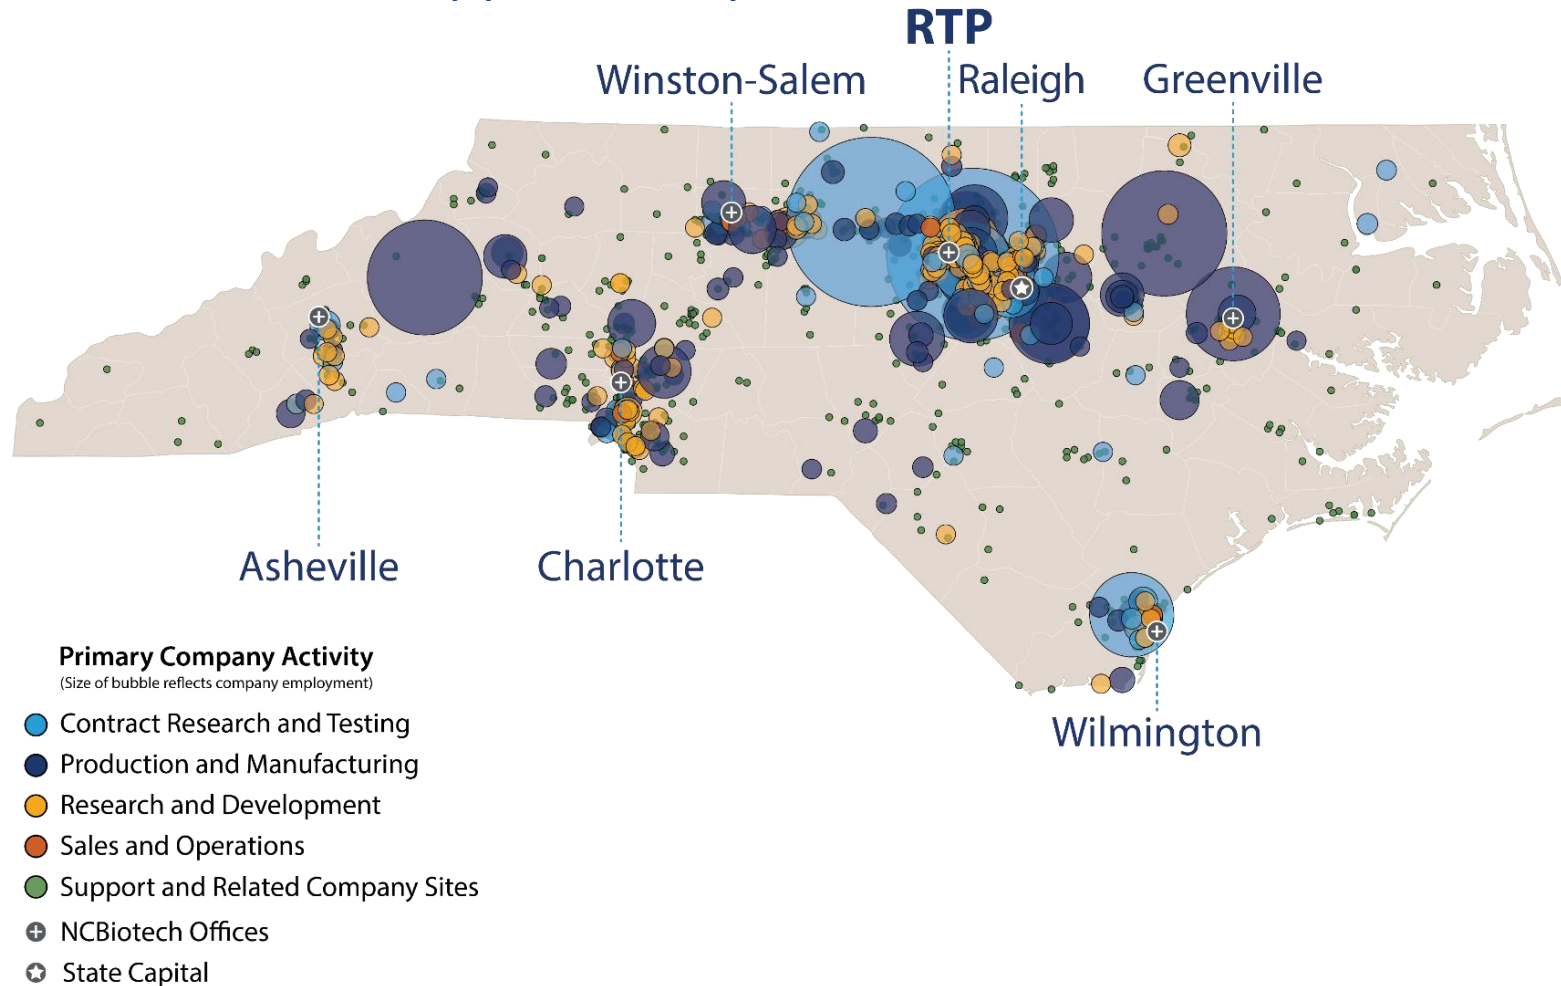 RTP
Winston-Salem
Raleigh
Greenville
Asheville
Charlotte
Wilmington
Primary Company Activity
(Size of bubble reflects company employment)
Contract Research and Testing
Production and Manufacturing
Research and Development
Sales and Operations
Support and Related Company Sites
NCBiotech Offices
State Capital